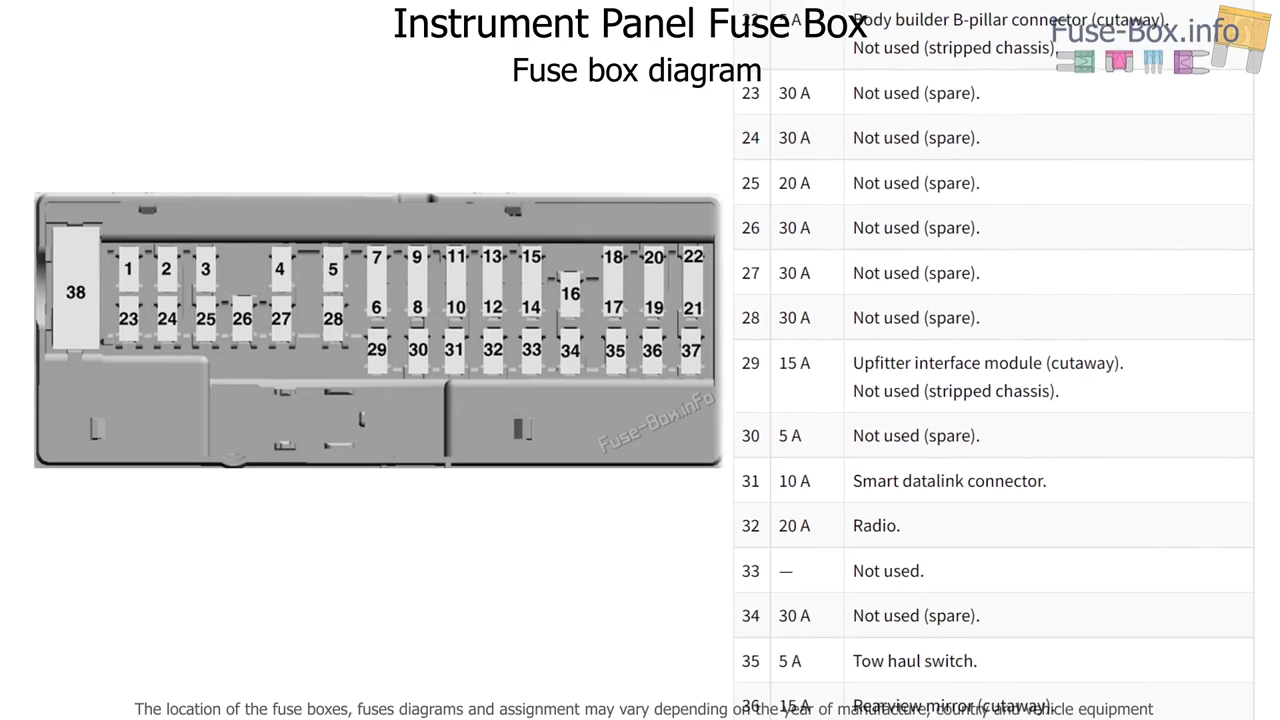 Instrument Panel Fuse Box
Fuse box diagram
Fuse-Box.info
22 5 A Body builder B-pillar connector (cutaway).
Not used (stripped chassis).
23 30 A Not used (spare).
24 30 A Not used (spare).
25 20 A Not used (spare).
26 30 A Not used (spare).
27 30 A Not used (spare).
28 30 A Not used (spare).
29 15 A Upfitter interface module (cutaway).
Not used (stripped chassis).
30 5 A Not used (spare).
31 10 A Smart datalink connector.
32 20 A Radio.
33 — Not used.
34 30 A Not used (spare).
35 5 A Tow haul switch.
36 15 A Rearview mirror (cutaway).
38
1 2 3 4 5 7 9 11 13 15 18 20 22
16
23 24 25 26 27 28 6 8 10 12 14 17 19 21
29 30 31 32 33 34 35 36 37
Fuse-Box.inFo
The location of the fuse boxes, fuses diagrams and assignment may vary depending on the year of manufacture, country and vehicle equipment